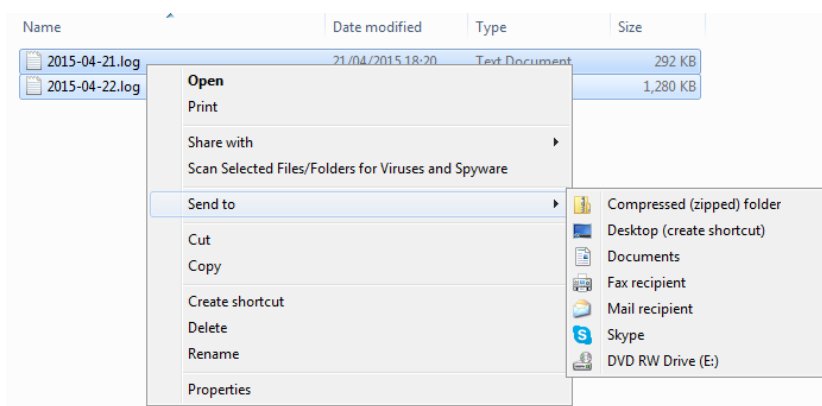 Name Date modified Type Size
2015-04-21.log 21/04/2015 18:20 Text Document 292 KB
2015-04-22.log 1,280 KB
Open
Print
Share with
Scan Selected Files/Folders for Viruses and Spyware
Send to
Cut
Copy
Create shortcut
Delete
Rename
Properties
Compressed (zipped) folder
Desktop (create shortcut)
Documents
Fax recipient
Mail recipient
Skype
DVD RW Drive (E:)